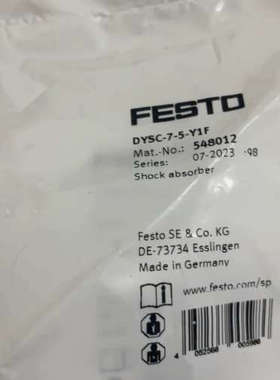 FESTO
DYSC-7-5-Y1F
Mat.-No.: 548012
Series: 07-2023 -98
Shock absorber
Festo SE & Co. KG
DE-73734 Esslingen
Made in Germany
www.festo.com/sp